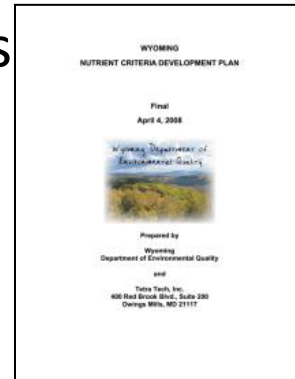 s
WYOMING
NUTRIENT CRITERIA DEVELOPMENT PLAN
Final
April 4, 2008
Wyoming Department of
Environmental Quality
Prepared by
Wyoming
Department of Environmental Quality
and
Tetra Tech, Inc.
400 Red Brook Blvd., Suite 200
Owings Mills, MD 21117